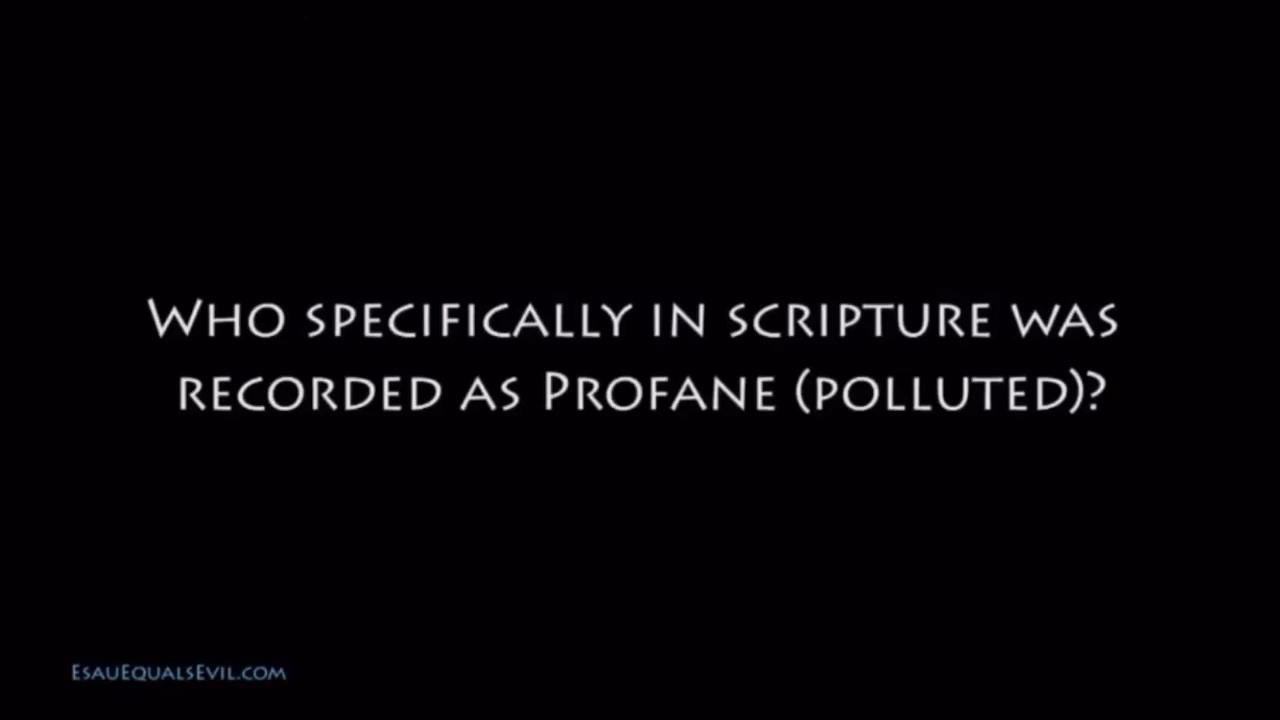 Who specifically in scripture was
recorded as Profane (polluted)?
EsauEqualsEvil.com